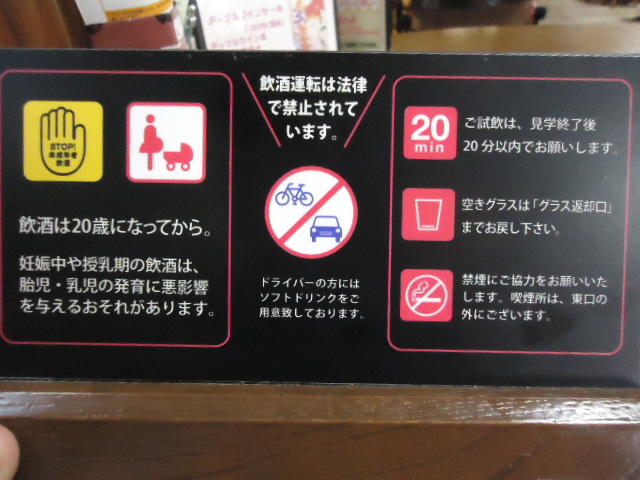 STOP!
未成年者
飲酒
飲酒は20歳になってから。
妊娠中や授乳期の飲酒は、
胎児・乳児の発育に悪影響
を与えるおそれがあります。
飲酒運転は法律
で禁止されて
います。
ドライバーの方には
ソフトドリンクをご
用意致しております。
20
min
ご試飲は、見学終了後
20分以内でお願いします。
空きグラスは「グラス返却口」
までお戻し下さい。
禁煙にご協力をお願いいた
します。喫煙所は、東口の
外にございます。